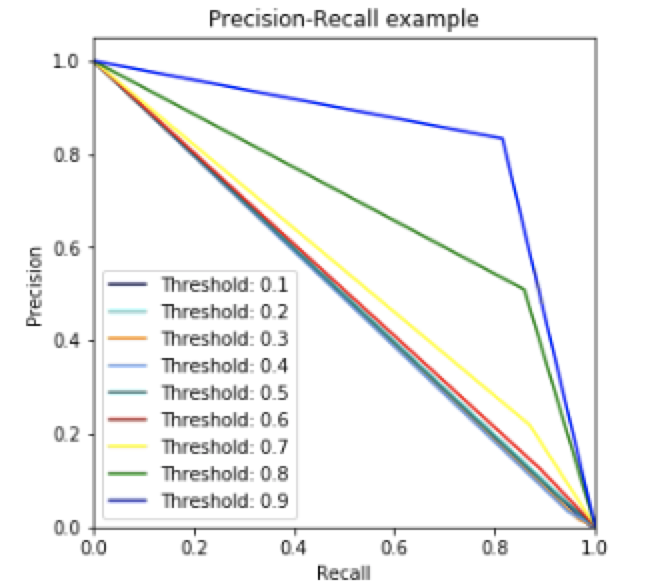 Precision-Recall example
1.0
0.8
0.6
0.4
0.2
0.0
Precision
Threshold: 0.1
Threshold: 0.2
Threshold: 0.3
Threshold: 0.4
Threshold: 0.5
Threshold: 0.6
Threshold: 0.7
Threshold: 0.8
Threshold: 0.9
0.0 0.2 0.4 0.6 0.8 1.0
Recall